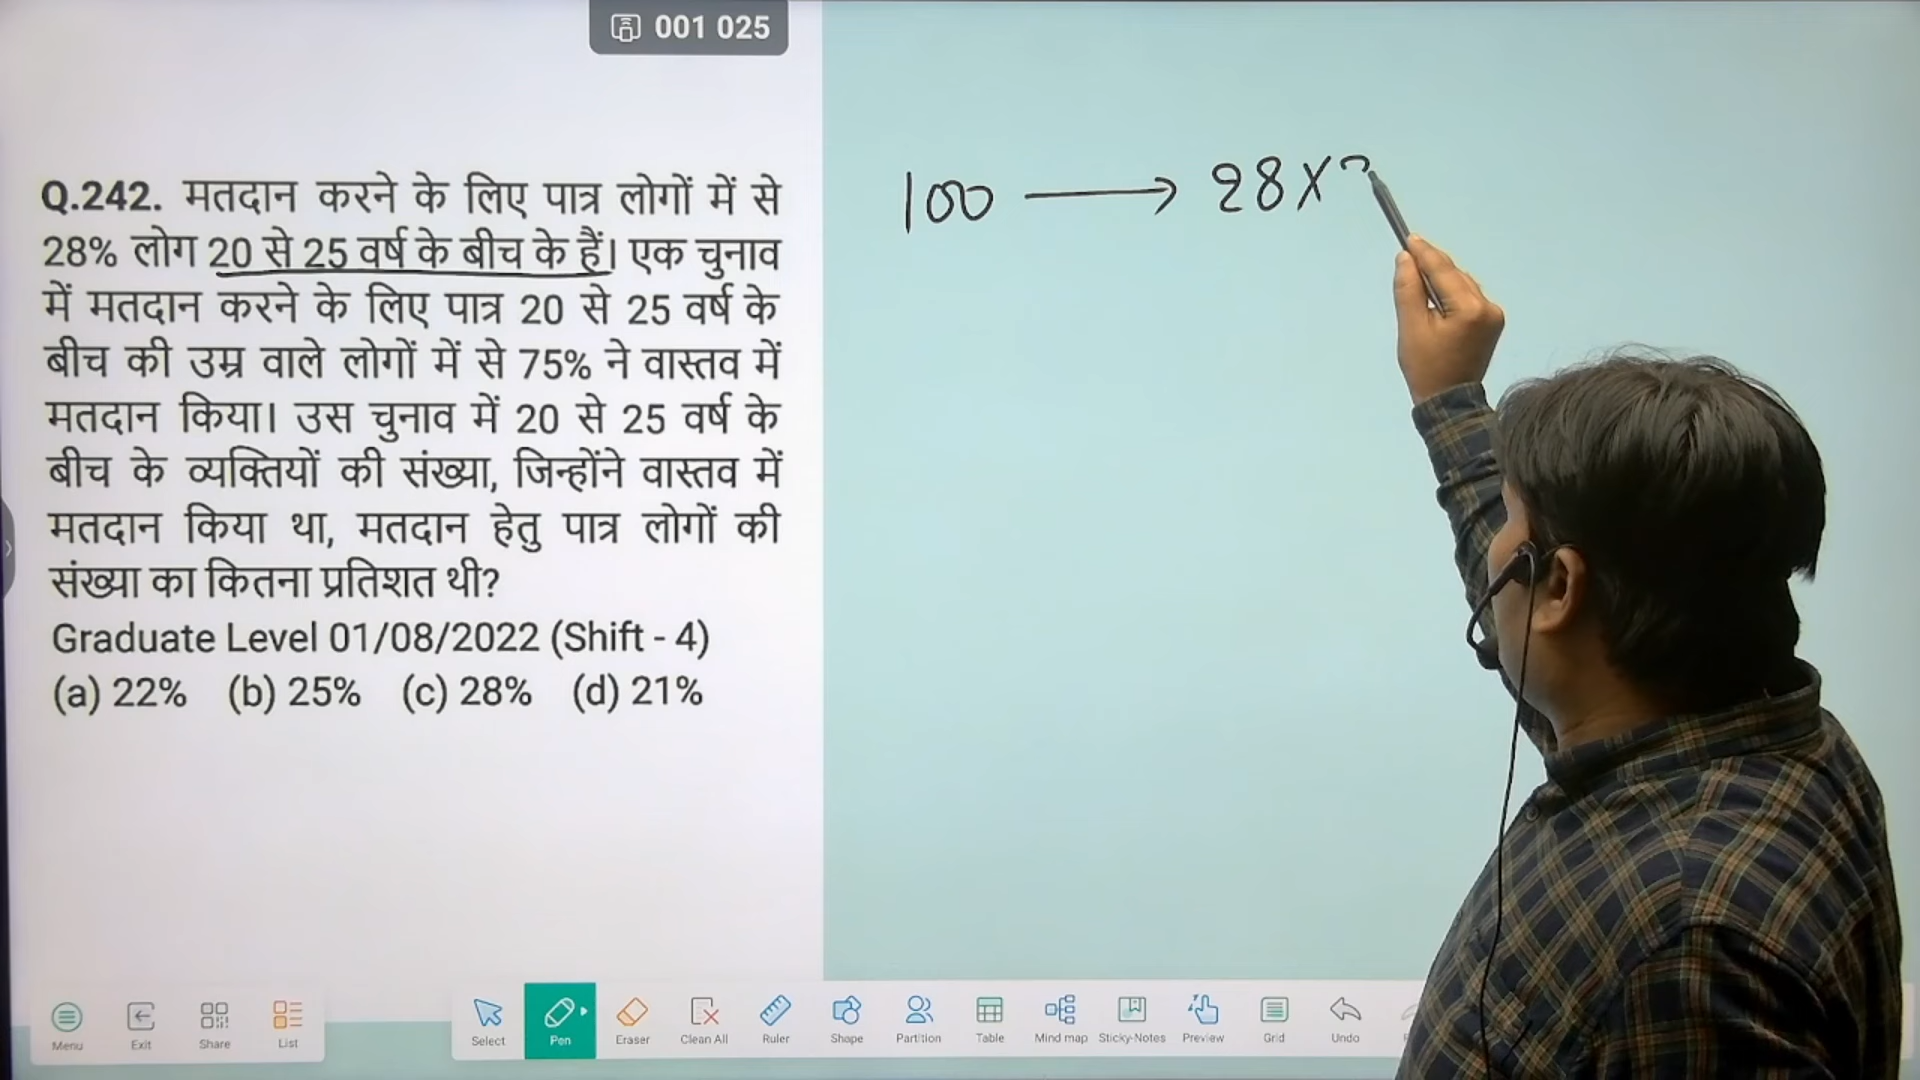 001 025
Q.242. मतदान करने के लिए पात्र लोगों में से
28% लोग 20 से 25 वर्ष के बीच के हैं। एक चुनाव
में मतदान करने के लिए पात्र 20 से 25 वर्ष के
बीच की उम्र वाले लोगों में से 75% ने वास्तव में
मतदान किया। उस चुनाव में 20 से 25 वर्ष के
बीच के व्यक्तियों की संख्या, जिन्होंने वास्तव में
मतदान किया था, मतदान हेतु पात्र लोगों की
संख्या का कितना प्रतिशत थी?
Graduate Level 01/08/2022 (Shift - 4)
(a) 22% (b) 25% (c) 28% (d) 21%
100 → 28 X
Menu Exit Share List Select Pen Eraser Clean All Ruler Shape Partition Table Mind map Sticky-Notes Preview Grid Undo